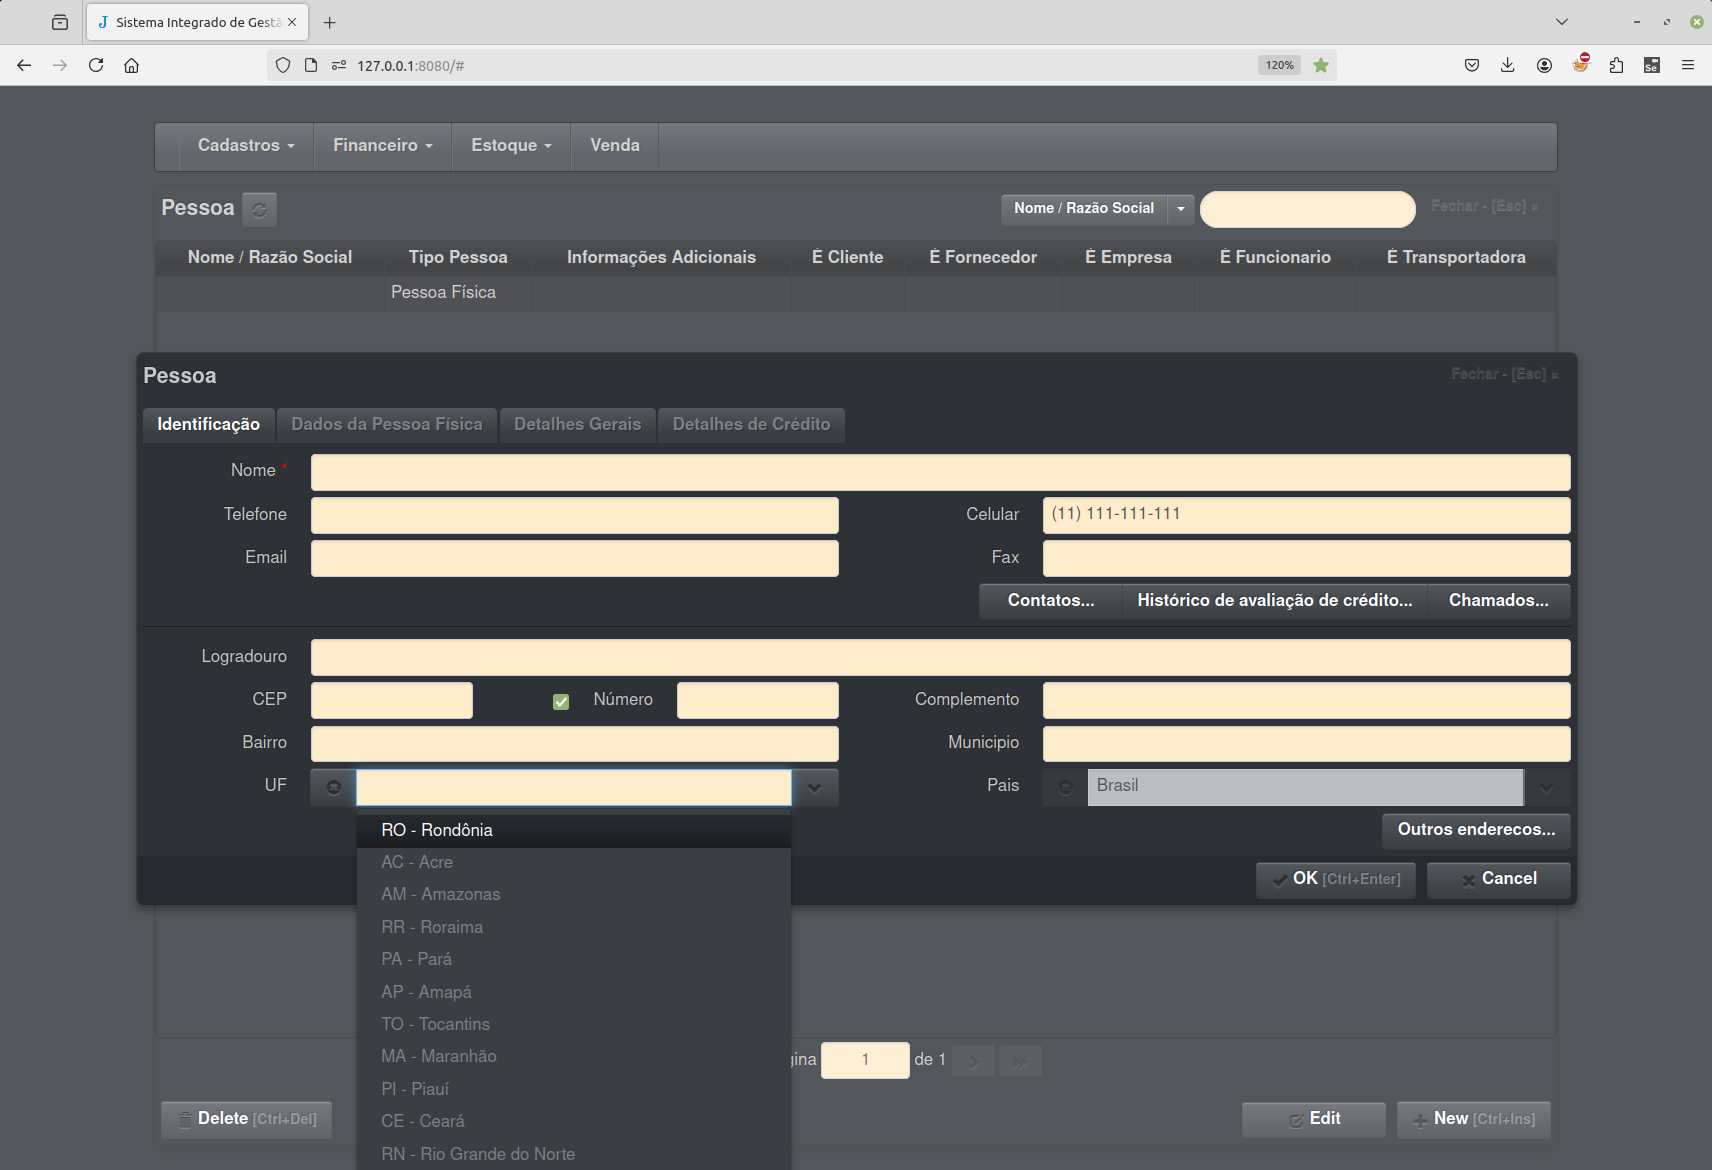 Sistema Integrado de Gestã
127.0.0.1:8080/#
120%
Se
Cadastros
Financeiro
Estoque
Venda
Pessoa
Nome / Razão Social
Fechar - [Esc] ×
Nome / Razão Social
Tipo Pessoa
Informações Adicionais
É Cliente
É Fornecedor
É Empresa
É Funcionario
É Transportadora
Pessoa Física
Pessoa
Fechar - [Esc] ×
Identificação
Dados da Pessoa Física
Detalhes Gerais
Detalhes de Crédito
Nome *
Telefone
Celular
(11) 111-111-111
Email
Fax
Contatos...
Histórico de avaliação de crédito...
Chamados...
Logradouro
CEP
Número
Complemento
Bairro
Municipio
UF
Pais
Brasil
RO - Rondônia
Outros enderecos...
AC - Acre
OK [Ctrl+Enter]
Cancel
AM - Amazonas
RR - Roraima
PA - Pará
AP - Amapá
TO - Tocantins
MA - Maranhão
gina
1
de 1
PI - Piauí
Delete [Ctrl+Del]
CE - Ceará
Edit
New [Ctrl+Ins]
RN - Rio Grande do Norte